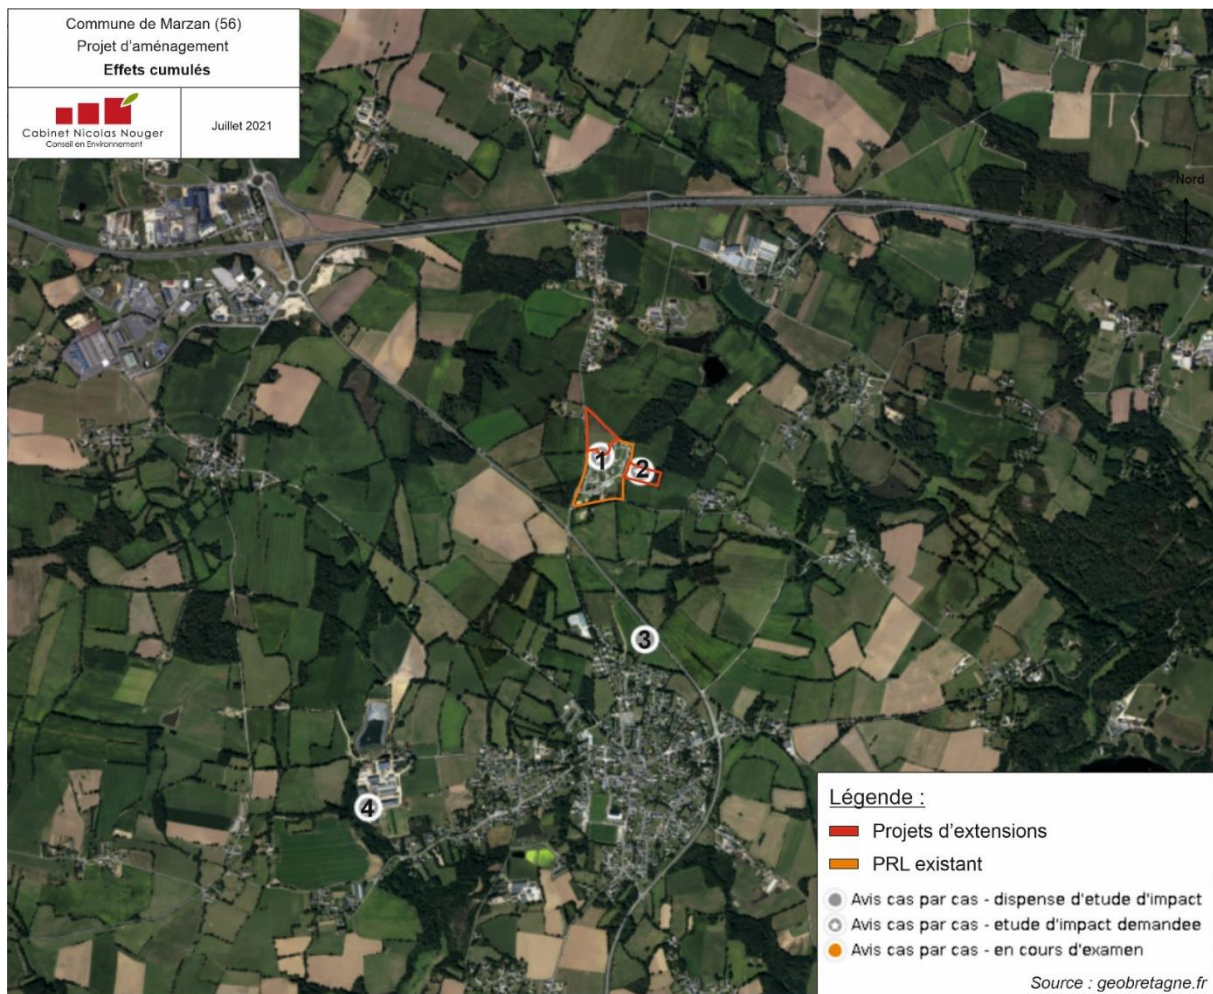 Commune de Marzan (56)
Projet d'aménagement
Effets cumulés
Cabinet Nicolas Nouger
Conseil en Environnement
Juillet 2021
Nord
1
2
3
4
Légende :
Projets d'extensions
PRL existant
Avis cas par cas - dispense d'etude d'impact
Avis cas par cas - etude d'impact demandee
Avis cas par cas - en cours d'examen
Source : geobretagne.fr